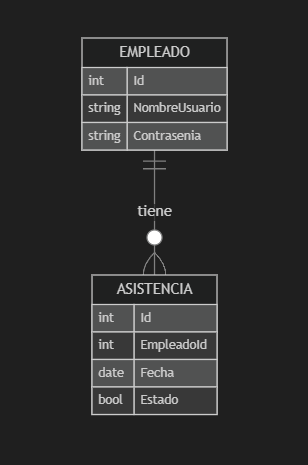 EMPLEADO
int Id
string NombreUsuario
string Contrasenia
tiene
ASISTENCIA
int Id
int EmpleadoId
date Fecha
bool Estado